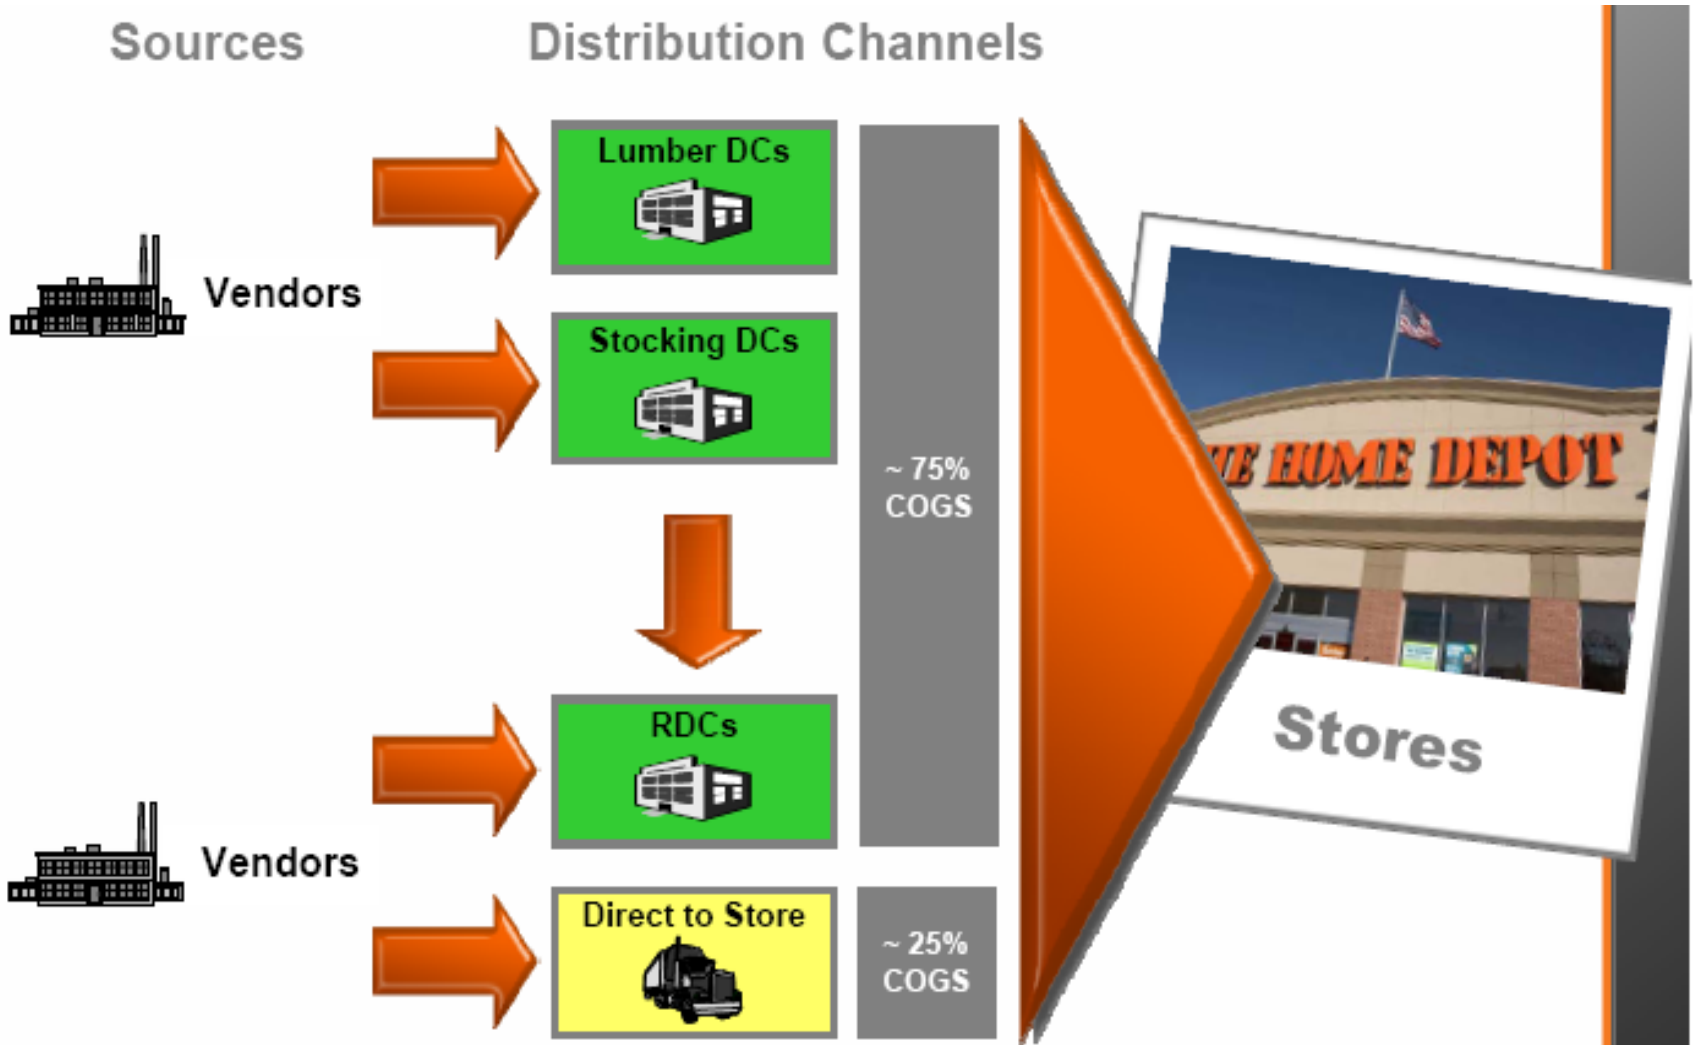 Sources
Distribution Channels
Lumber DCs
Vendors
Stocking DCs
~ 75%
COGS
HOME DEPOT
RDCs
Stores
Vendors
Direct to Store
~ 25%
COGS